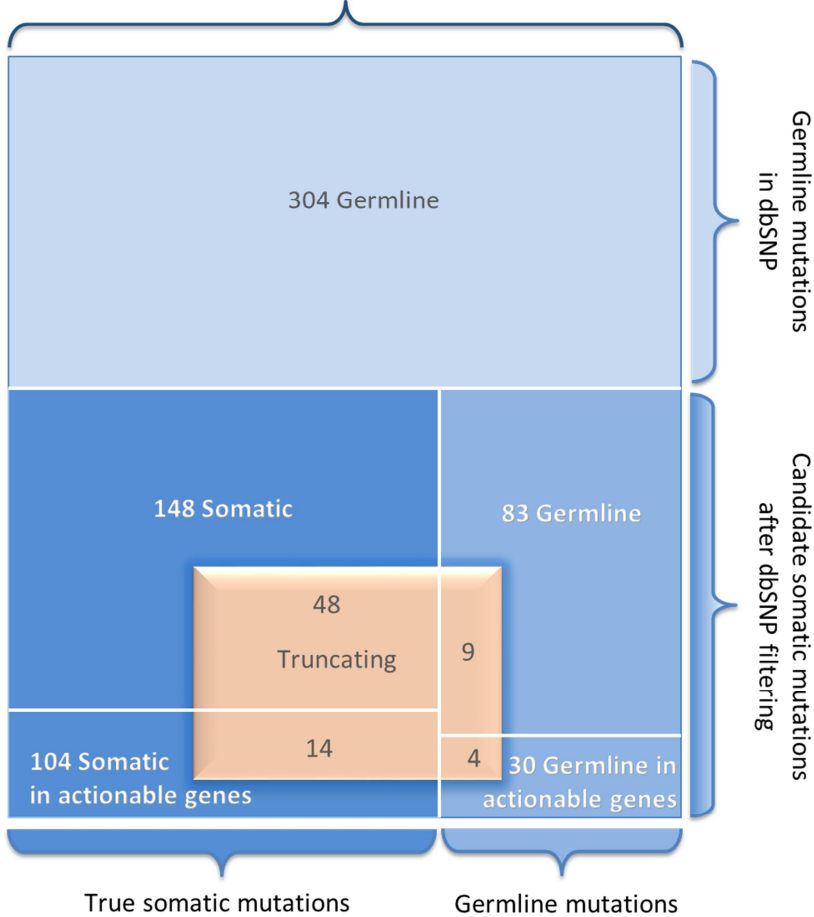 304 Germline
Germline mutations
in dbSNP
148 Somatic
83 Germline
48
Truncating
9
14
4
104 Somatic
in actionable genes
30 Germline in
actionable genes
Candidate somatic mutations
after dbSNP filtering
True somatic mutations
Germline mutations